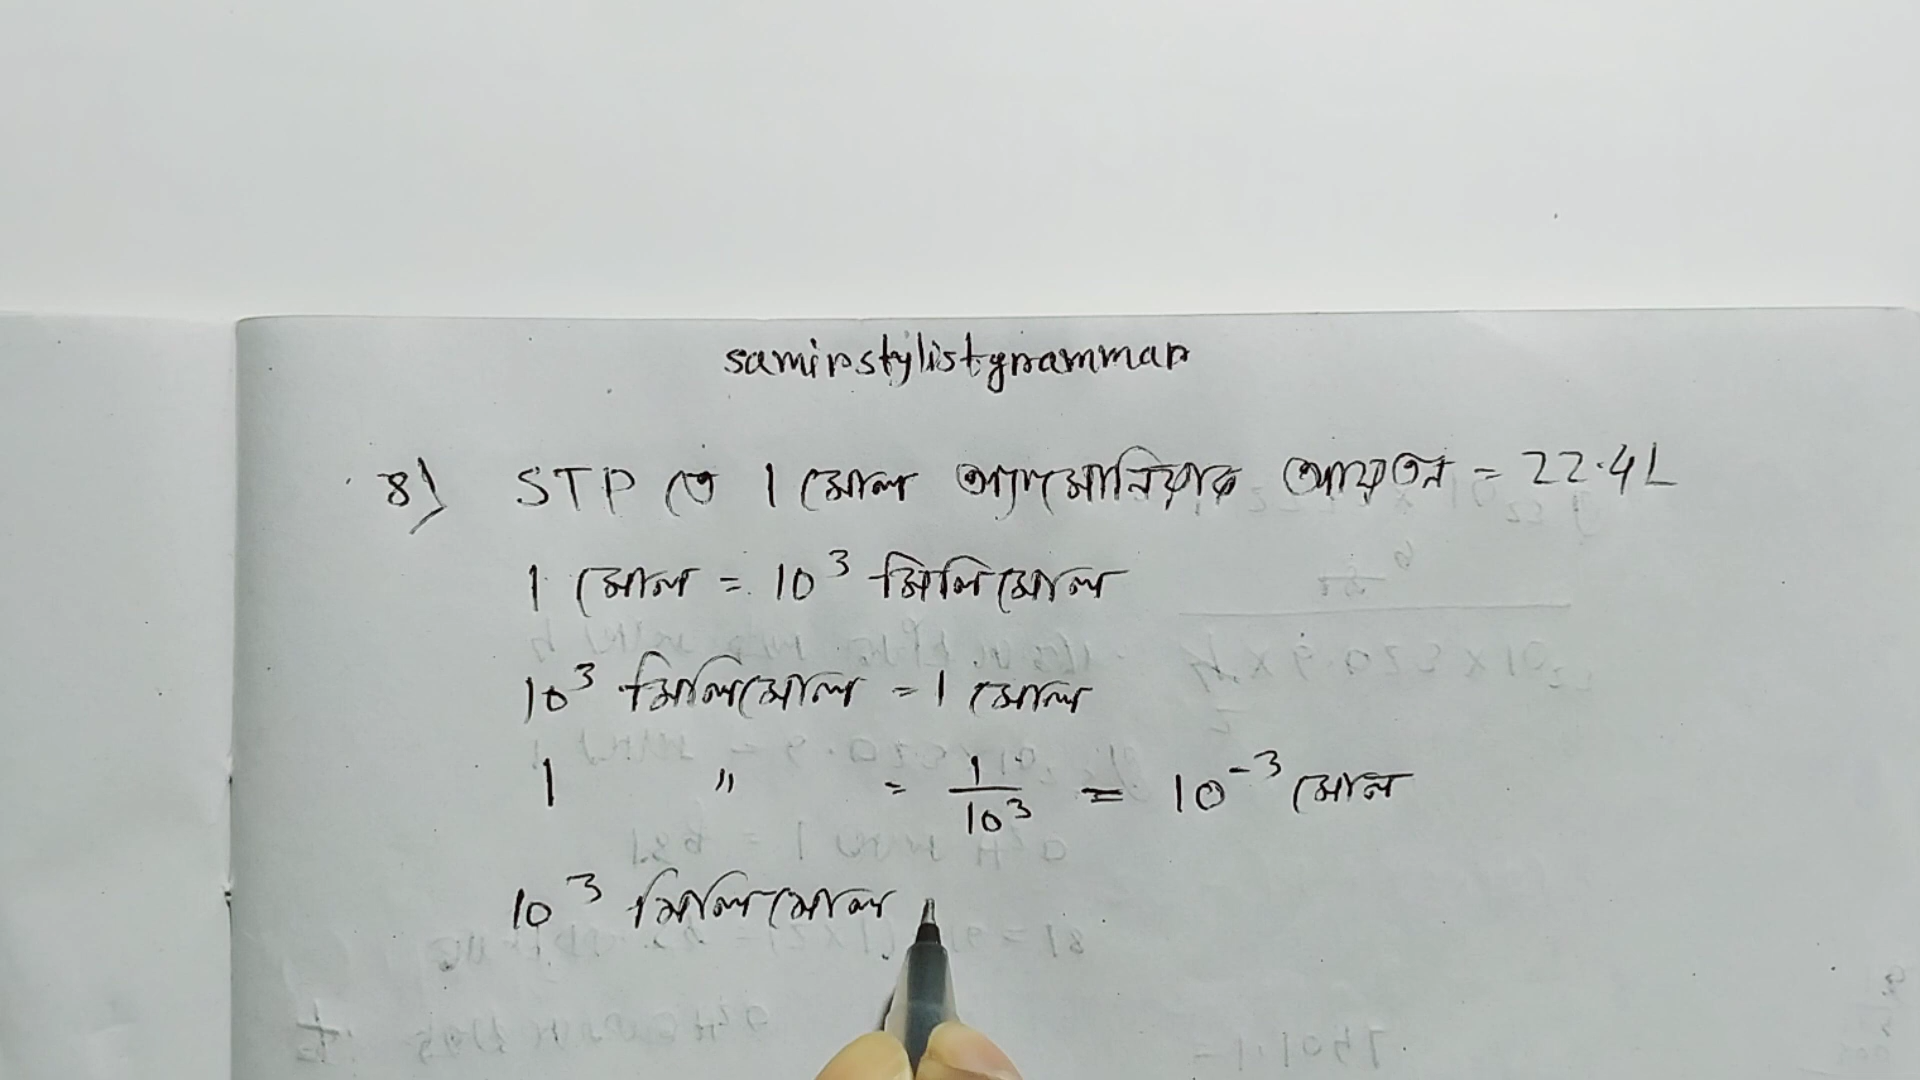 samirstylistgrammar
8) STP তে 1 মোল অ্যামোনিয়ার আয়তন = 22.4L
1 মোল = 10³ মিলিমোল
10³ মিলিমোল = 1 মোল
1 " = 1/10³ = 10⁻³ মোল
10³ মিলিমোল